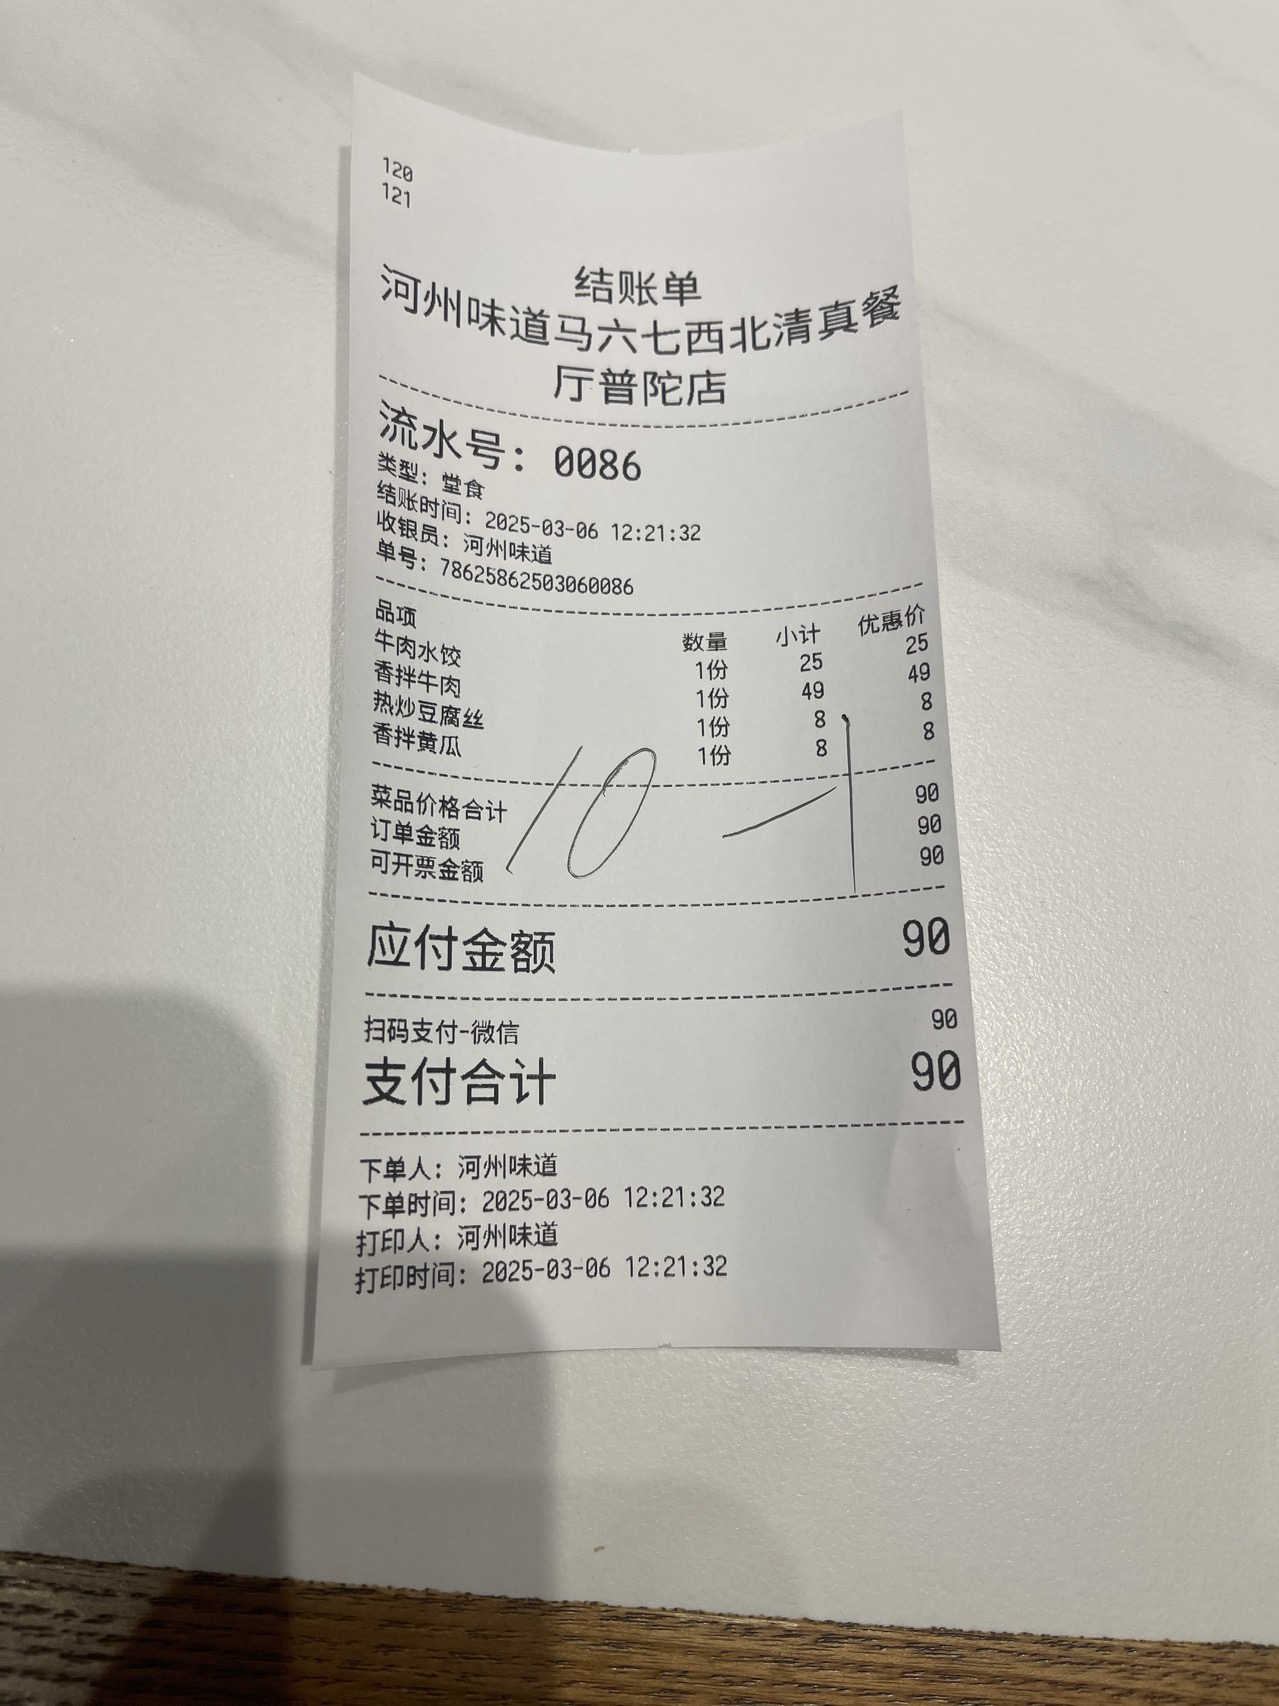 120
121
结账单
河州味道马六七西北清真餐
厅普陀店
流水号：0086
类型：堂食
结账时间：2025-03-06 12:21:32
收银员：河州味道
单号：78625862503060086
品项 数量 小计 优惠价
牛肉水饺 1份 25 25
香拌牛肉 1份 49 49
热炒豆腐丝 1份 8 8
香拌黄瓜 1份 8 8
10 — 1
菜品价格合计 90
订单金额 90
可开票金额 90
应付金额 90
扫码支付-微信 90
支付合计 90
下单人：河州味道
下单时间：2025-03-06 12:21:32
打印人：河州味道
打印时间：2025-03-06 12:21:32